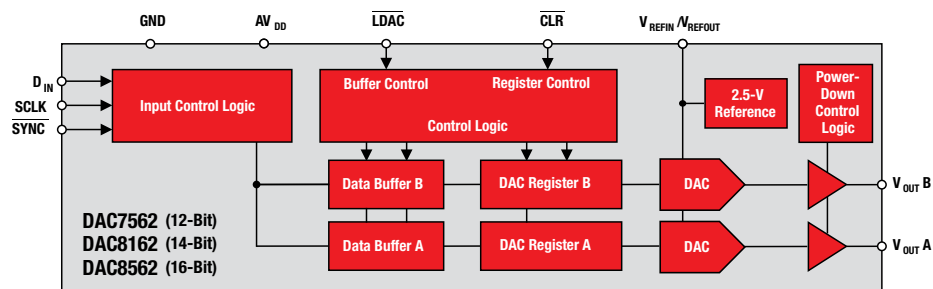 GND
AV DD
LDAC
CLR
V REFIN /V REFOUT
D IN
SCLK
SYNC
Input Control Logic
Buffer Control
Register Control
Control Logic
2.5-V
Reference
Power-
Down
Control
Logic
Data Buffer B
DAC Register B
DAC
V OUT B
Data Buffer A
DAC Register A
DAC
V OUT A
DAC7562 (12-Bit)
DAC8162 (14-Bit)
DAC8562 (16-Bit)